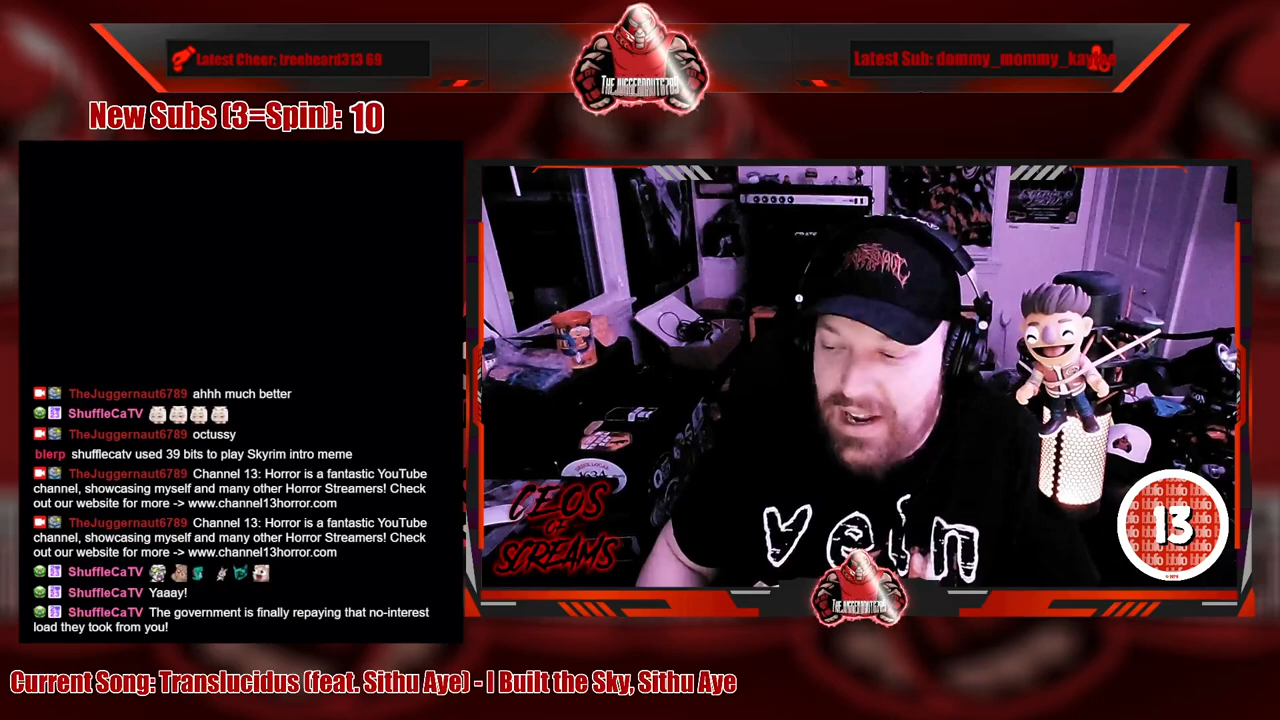 Latest Cheer: treebeard313 69
THEJUGGERNAUT6789
Latest Sub: dommy_mommy_kaylee
New Subs (3=Spin): 10
TheJuggernaut6789 ahhh much better
ShuffleCaTV
TheJuggernaut6789 octussy
blerp shufflecatv used 39 bits to play Skyrim intro meme
TheJuggernaut6789 Channel 13: Horror is a fantastic YouTube
channel, showcasing myself and many other Horror Streamers! Check
out our website for more -> www.channel13horror.com
TheJuggernaut6789 Channel 13: Horror is a fantastic YouTube
channel, showcasing myself and many other Horror Streamers! Check
out our website for more -> www.channel13horror.com
ShuffleCaTV
ShuffleCaTV Yaaay!
ShuffleCaTV The government is finally repaying that no-interest
load they took from you!
CEOS
OF
SCREAMS
vein
13
THEJUGGERNAUT6789
Current Song: Translucidus (feat. Sithu Aye) - I Built the Sky, Sithu Aye